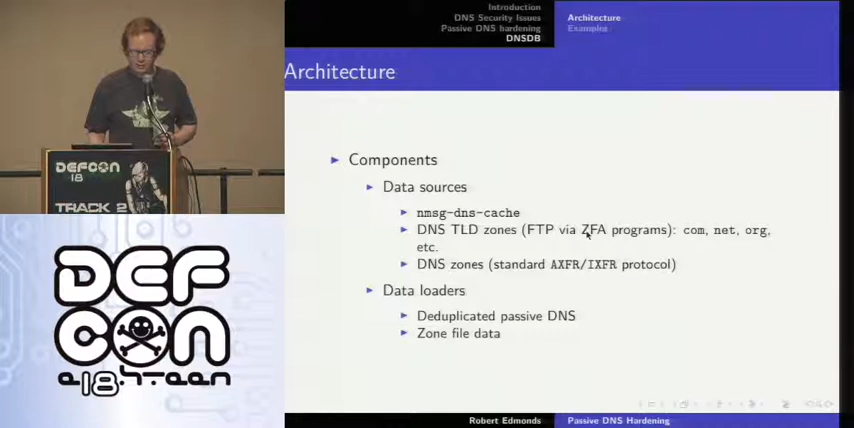 Introduction
DNS Security Issues
Passive DNS hardening
DNSDB
Architecture
Examples
Architecture
Components
Data sources
nmsg-dns-cache
DNS TLD zones (FTP via ZFA programs): com, net, org,
etc.
DNS zones (standard AXFR/IXFR protocol)
Data loaders
Deduplicated passive DNS
Zone file data
Robert Edmonds
Passive DNS Hardening
DEFCON
18
TRACK 2
DEF
CON
e18hteen